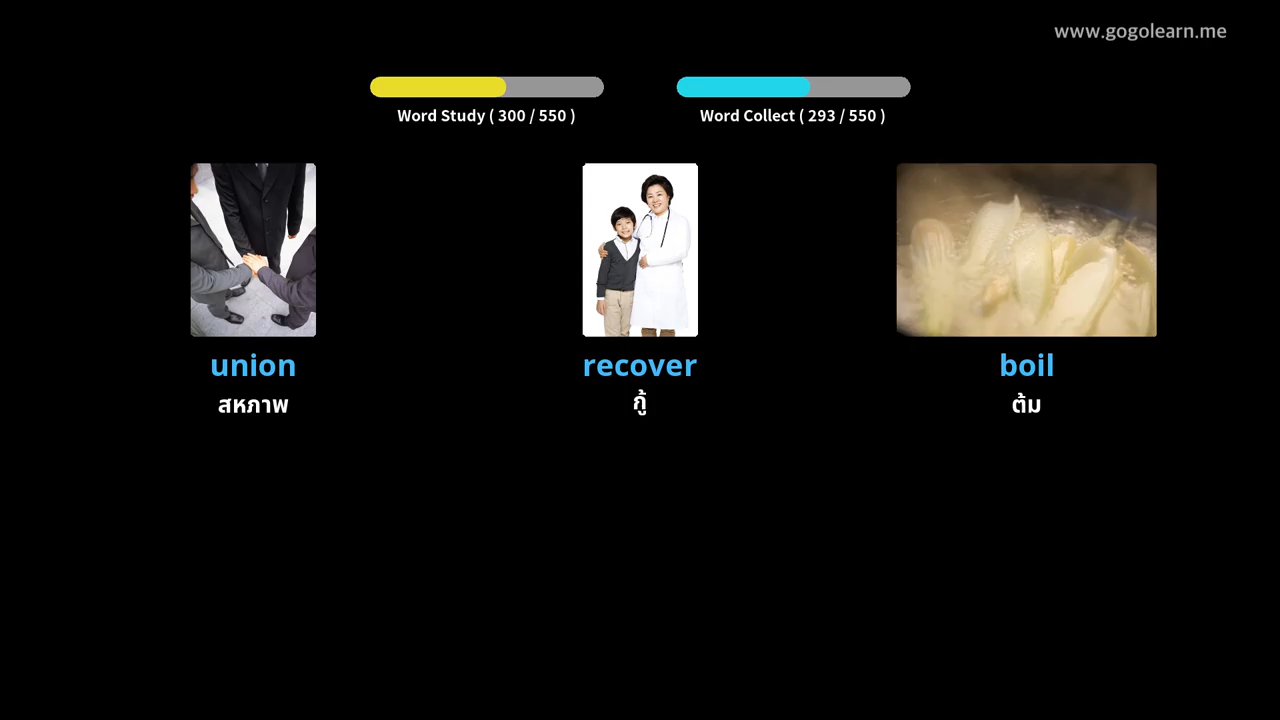 www.gogolearn.me
Word Study ( 300 / 550 )
Word Collect ( 293 / 550 )
union
สหภาพ
recover
กู้
boil
ต้ม